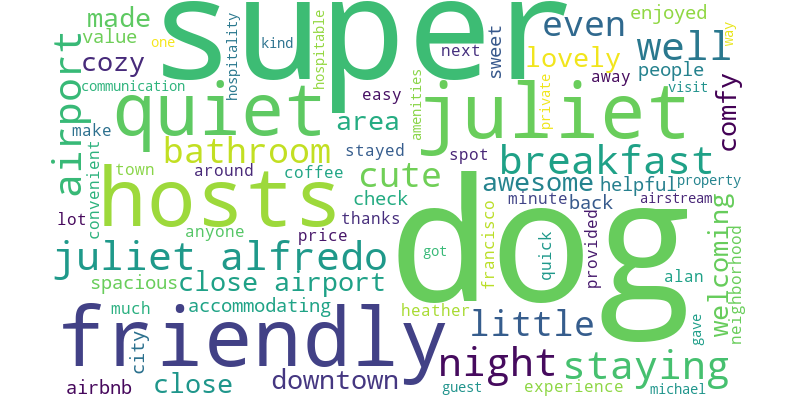 super
made
even
enjoyed
value
one
kind
hospitality
hospitable
next
sweet
well
way
airport
cozy
lovely
people
away
communication
quiet
easy
amenities
juliet
private
visit
comfy
make
area
convenient
bathroom
stayed
spot
breakfast
town
around
coffee
cute
awesome
helpful
property
hosts
check
dog
minute
back
airstream
lot
anyone
thanks
price
francisco
provided
welcoming
neighborhood
juliet alfredo
got
quick
spacious
close airport
alan
much
accommodating
friendly
heather
little
gave
city
night
staying
airbnb
close
downtown
guest
experience
michael